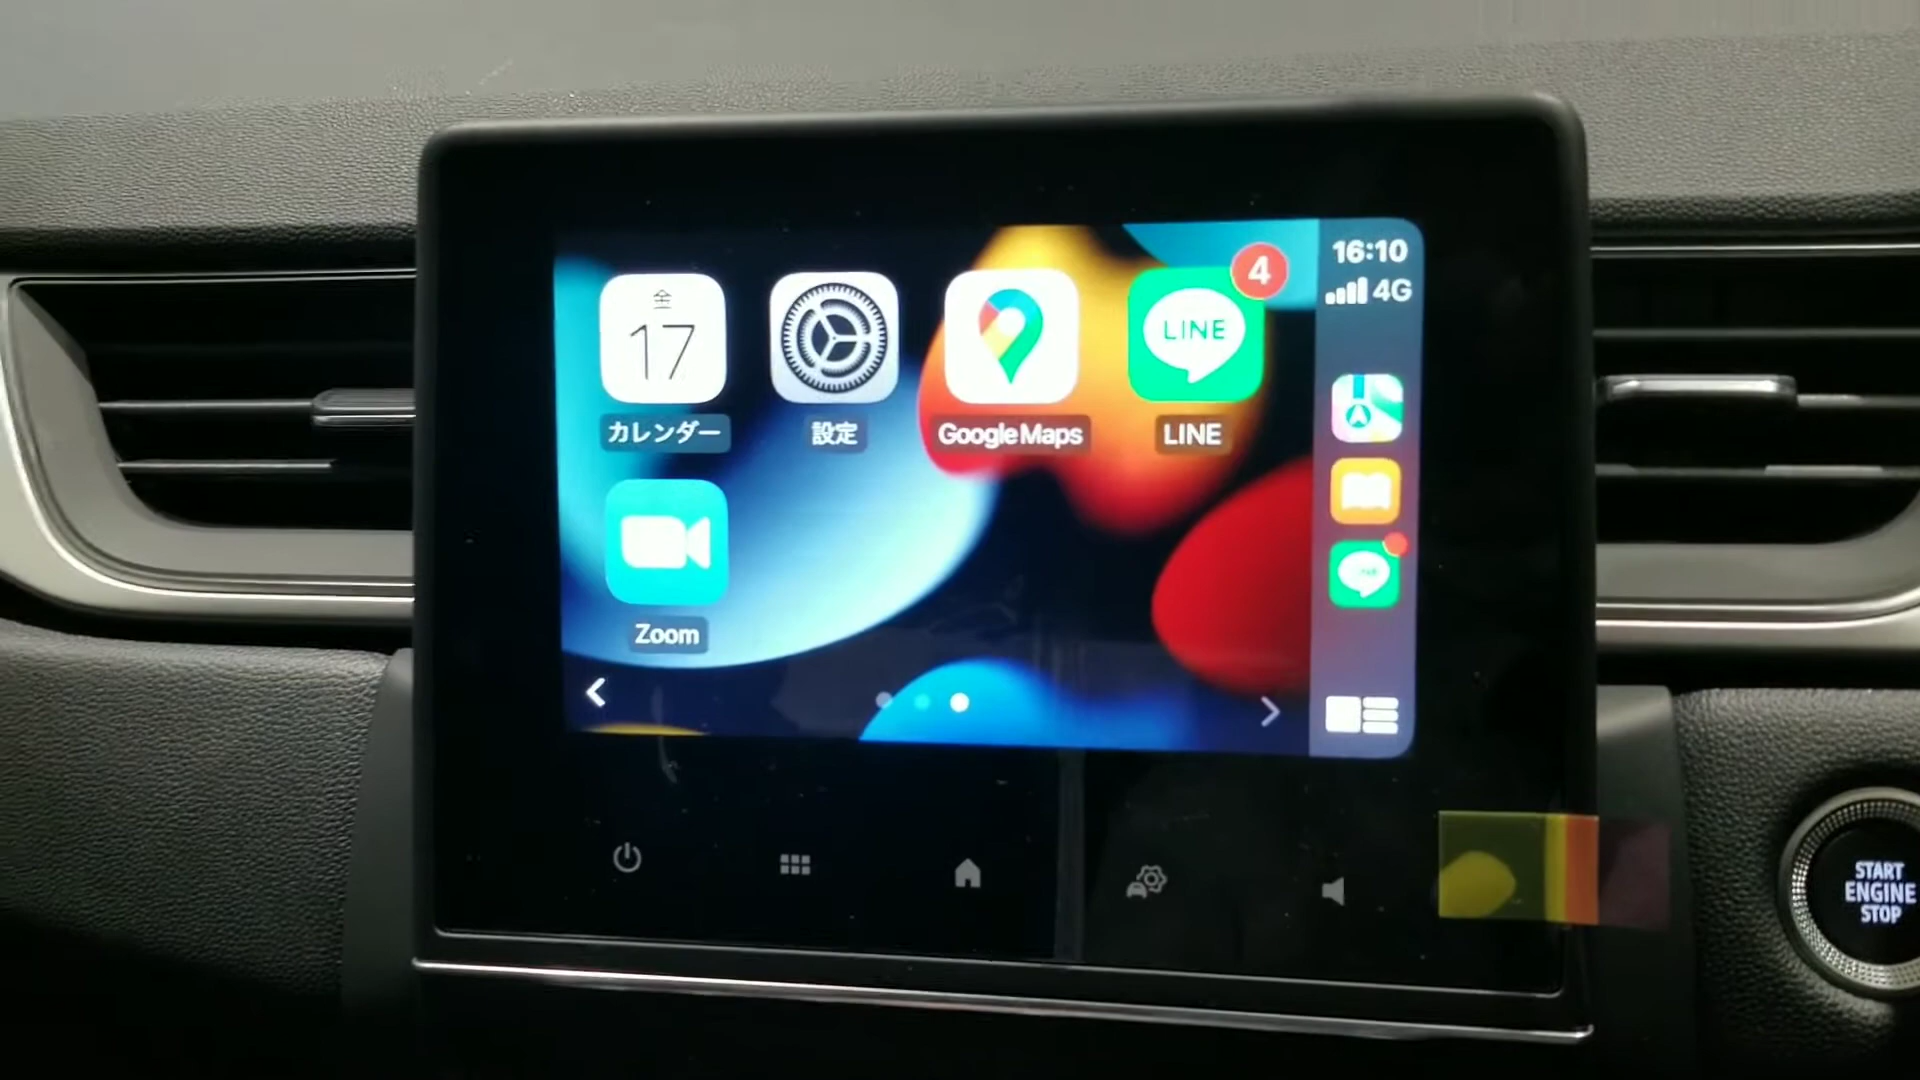 16:10
4G
金
17
カレンダー
設定
Google Maps
LINE
4
LINE
Zoom
START
ENGINE
STOP